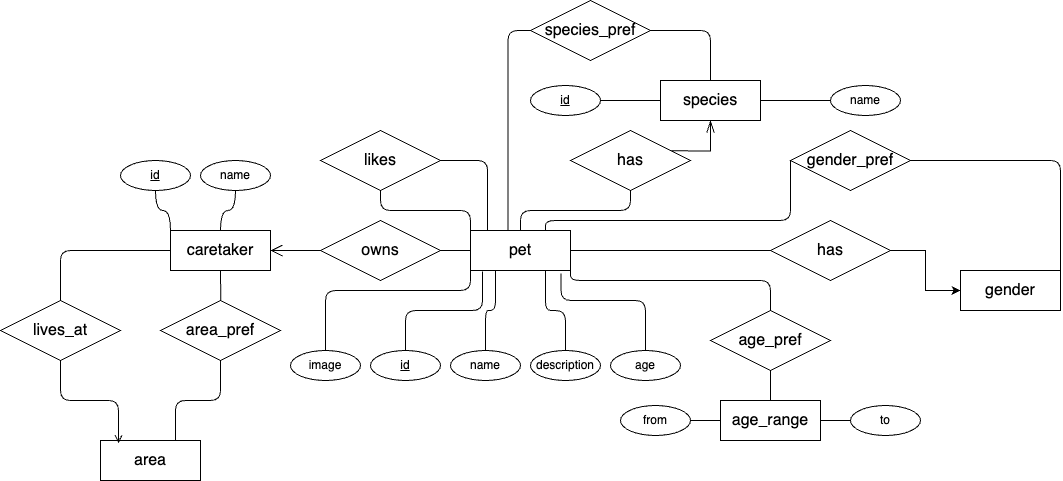 species_pref
id
species
name
likes
has
gender_pref
id
name
caretaker
owns
pet
has
gender
lives_at
area_pref
age_pref
image
id
name
description
age
from
age_range
to
area